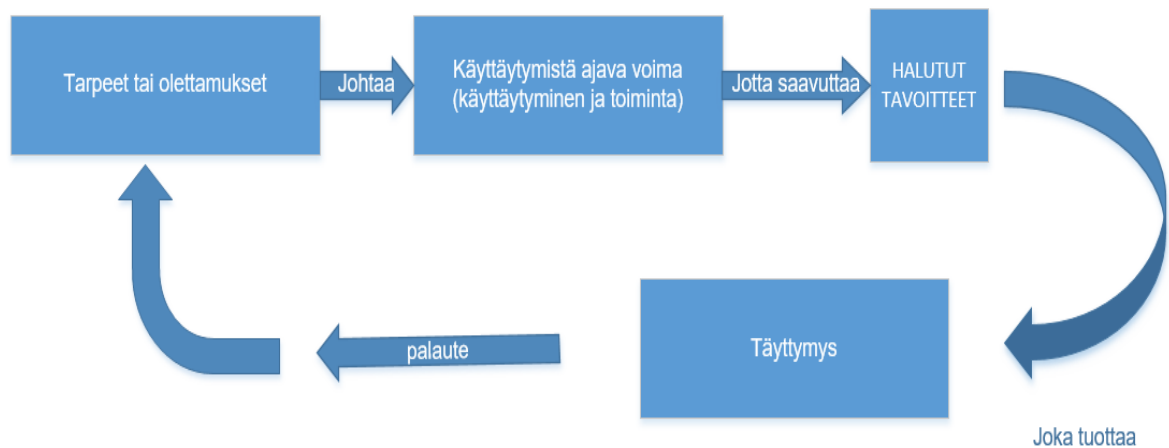 Tarpeet tai olettamukset
Johtaa
Käyttäytymistä ajava voima
(käyttäytyminen ja toiminta)
Jotta saavuttaa
HALUTUT
TAVOITTEET
Joka tuottaa
Täyttymys
palaute